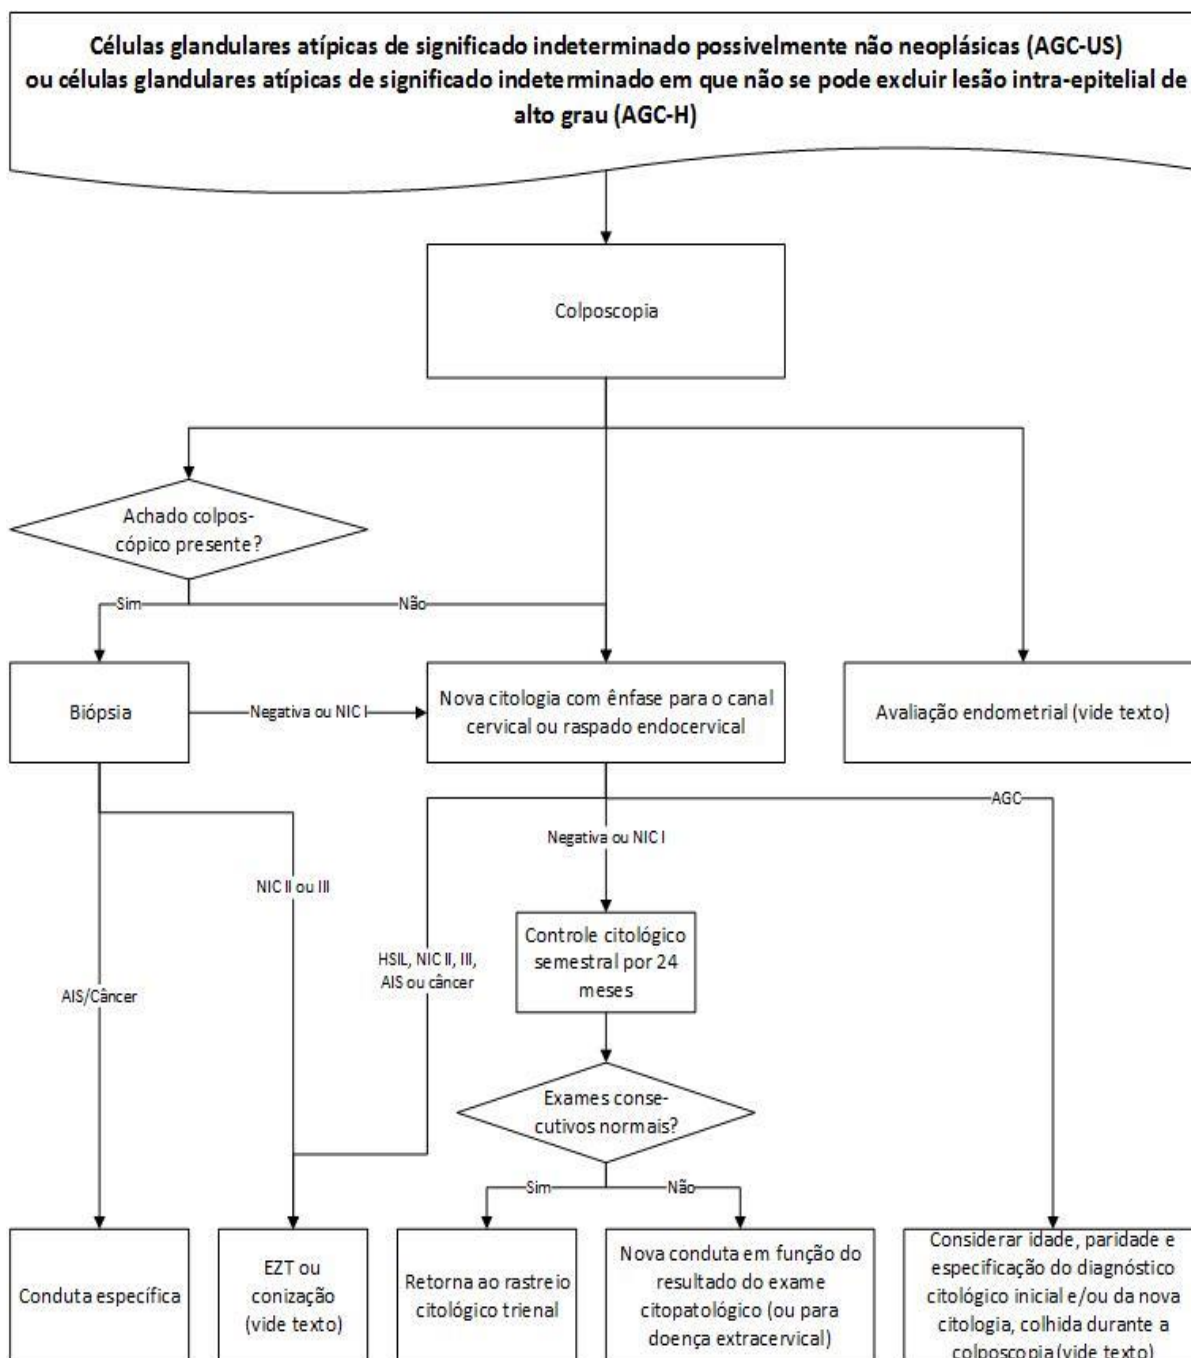 Células glandulares atípicas de significado indeterminado possivelmente não neoplásicas (AGC-US)
ou células glandulares atípicas de significado indeterminado em que não se pode excluir lesão intra-epitelial de
alto grau (AGC-H)
Colposcopia
Achado colpos-
cópico presente?
Sim
Não
Biópsia
Negativa ou NIC I
Nova citologia com ênfase para o canal
cervical ou raspado endocervical
Avaliação endometrial (vide texto)
AGC
Negativa ou NIC I
NIC II ou III
HSIL, NIC II, III,
AIS ou câncer
Controle citológico
semestral por 24
meses
AIS/Câncer
Exames conse-
cutivos normais?
Sim
Não
Conduta específica
EZT ou
conização
(vide texto)
Retorna ao rastreio
citológico trienal
Nova conduta em função do
resultado do exame
citopatológico (ou para
doença extracervical)
Considerar idade, paridade e
especificação do diagnóstico
citológico inicial e/ou da nova
citologia, colhida durante a
colposcopia (vide texto)